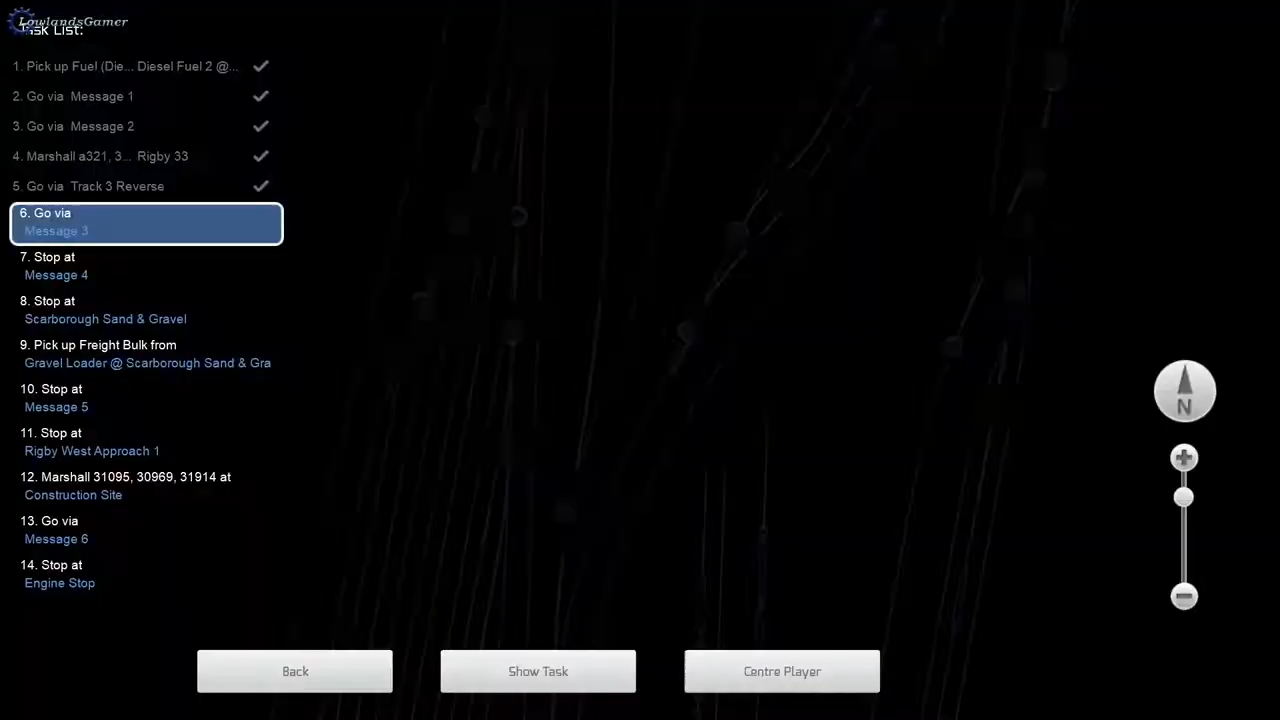 LowlandsGamer
Task List:
1. Pick up Fuel (Die... Diesel Fuel 2 @...
2. Go via Message 1
3. Go via Message 2
4. Marshall a321, 3... Rigby 33
5. Go via Track 3 Reverse
6. Go via
Message 3
7. Stop at
Message 4
8. Stop at
Scarborough Sand & Gravel
9. Pick up Freight Bulk from
Gravel Loader @ Scarborough Sand & Gra
10. Stop at
Message 5
11. Stop at
Rigby West Approach 1
12. Marshall 31095, 30969, 31914 at
Construction Site
13. Go via
Message 6
14. Stop at
Engine Stop
N
Back
Show Task
Centre Player